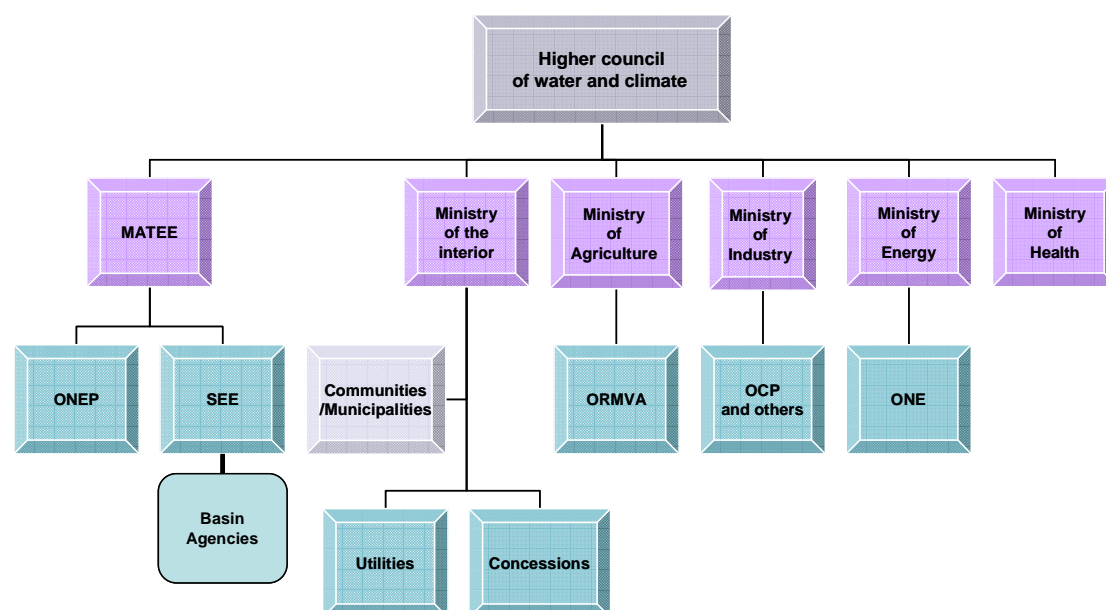 Higher council
of water and climate
MATEE
Ministry
of the
interior
Ministry
of
Agriculture
Ministry
of
Industry
Ministry
of
Energy
Ministry
of
Health
ONEP
SEE
Communities
/Municipalities
ORMVA
OCP
and others
ONE
Basin
Agencies
Utilities
Concessions